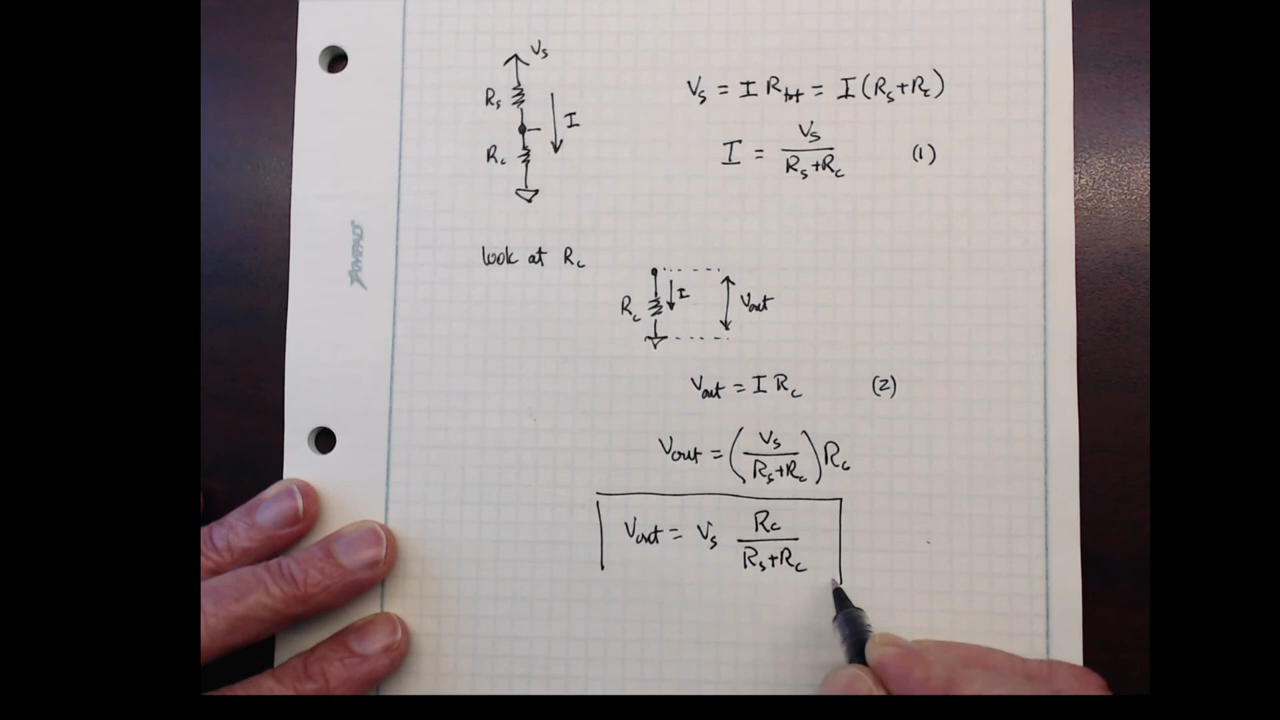 Vs
Rs
I
Rc
Vs = I Rtot = I(Rs+Rc)
I = Vs / (Rs+Rc) (1)
look at Rc
Rc
I
Vout
Vout = I Rc (2)
Vout = (Vs / (Rs+Rc)) Rc
Vout = Vs Rc / (Rs+Rc)
AMPAD